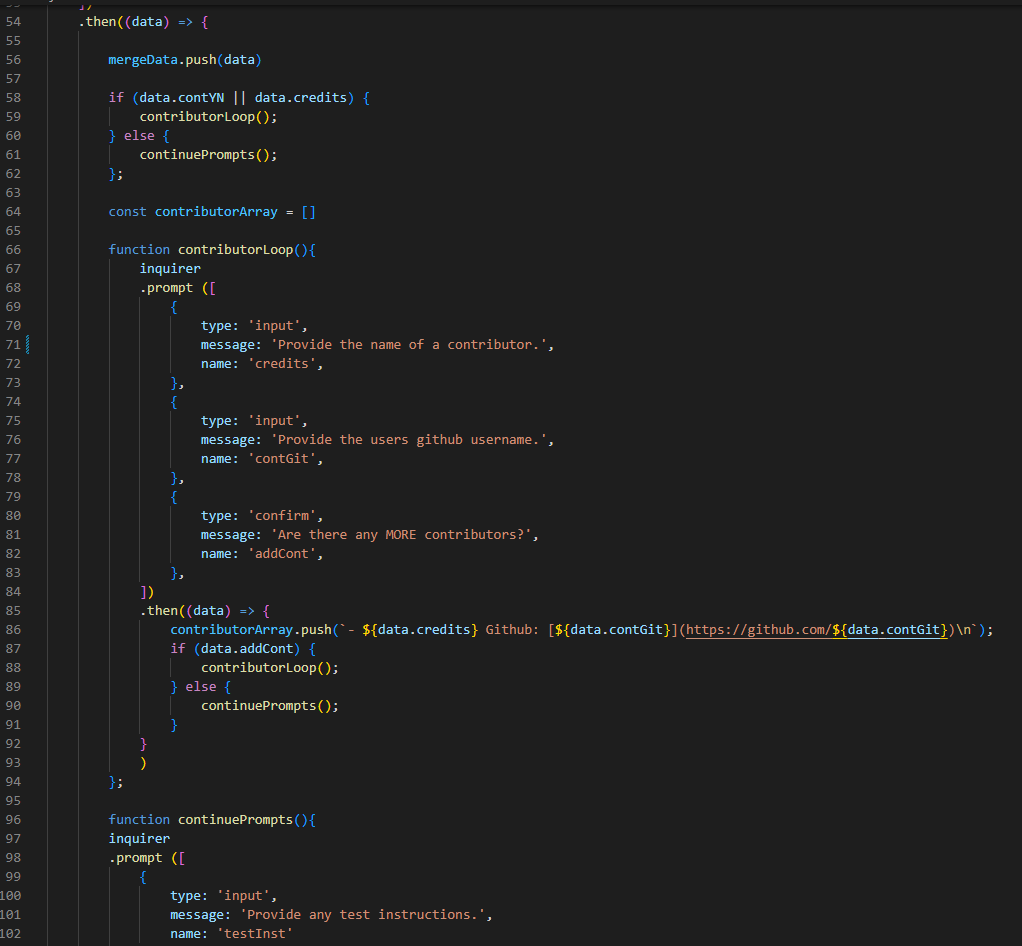 54 .then((data) => {
55
56 mergeData.push(data)
57
58 if (data.contYN || data.credits) {
59 contributorLoop();
60 } else {
61 continuePrompts();
62 };
63
64 const contributorArray = []
65
66 function contributorLoop(){
67 inquirer
68 .prompt ([
69 {
70 type: 'input',
71 message: 'Provide the name of a contributor.',
72 name: 'credits',
73 },
74 {
75 type: 'input',
76 message: 'Provide the users github username.',
77 name: 'contGit',
78 },
79 {
80 type: 'confirm',
81 message: 'Are there any MORE contributors?',
82 name: 'addCont',
83 },
84 ])
85 .then((data) => {
86 contributorArray.push(`- ${data.credits} Github: [${data.contGit}](https://github.com/${data.contGit})\n`);
87 if (data.addCont) {
88 contributorLoop();
89 } else {
90 continuePrompts();
91 }
92 }
93 )
94 };
95
96 function continuePrompts(){
97 inquirer
98 .prompt ([
99 {
100 type: 'input',
101 message: 'Provide any test instructions.',
102 name: 'testInst'